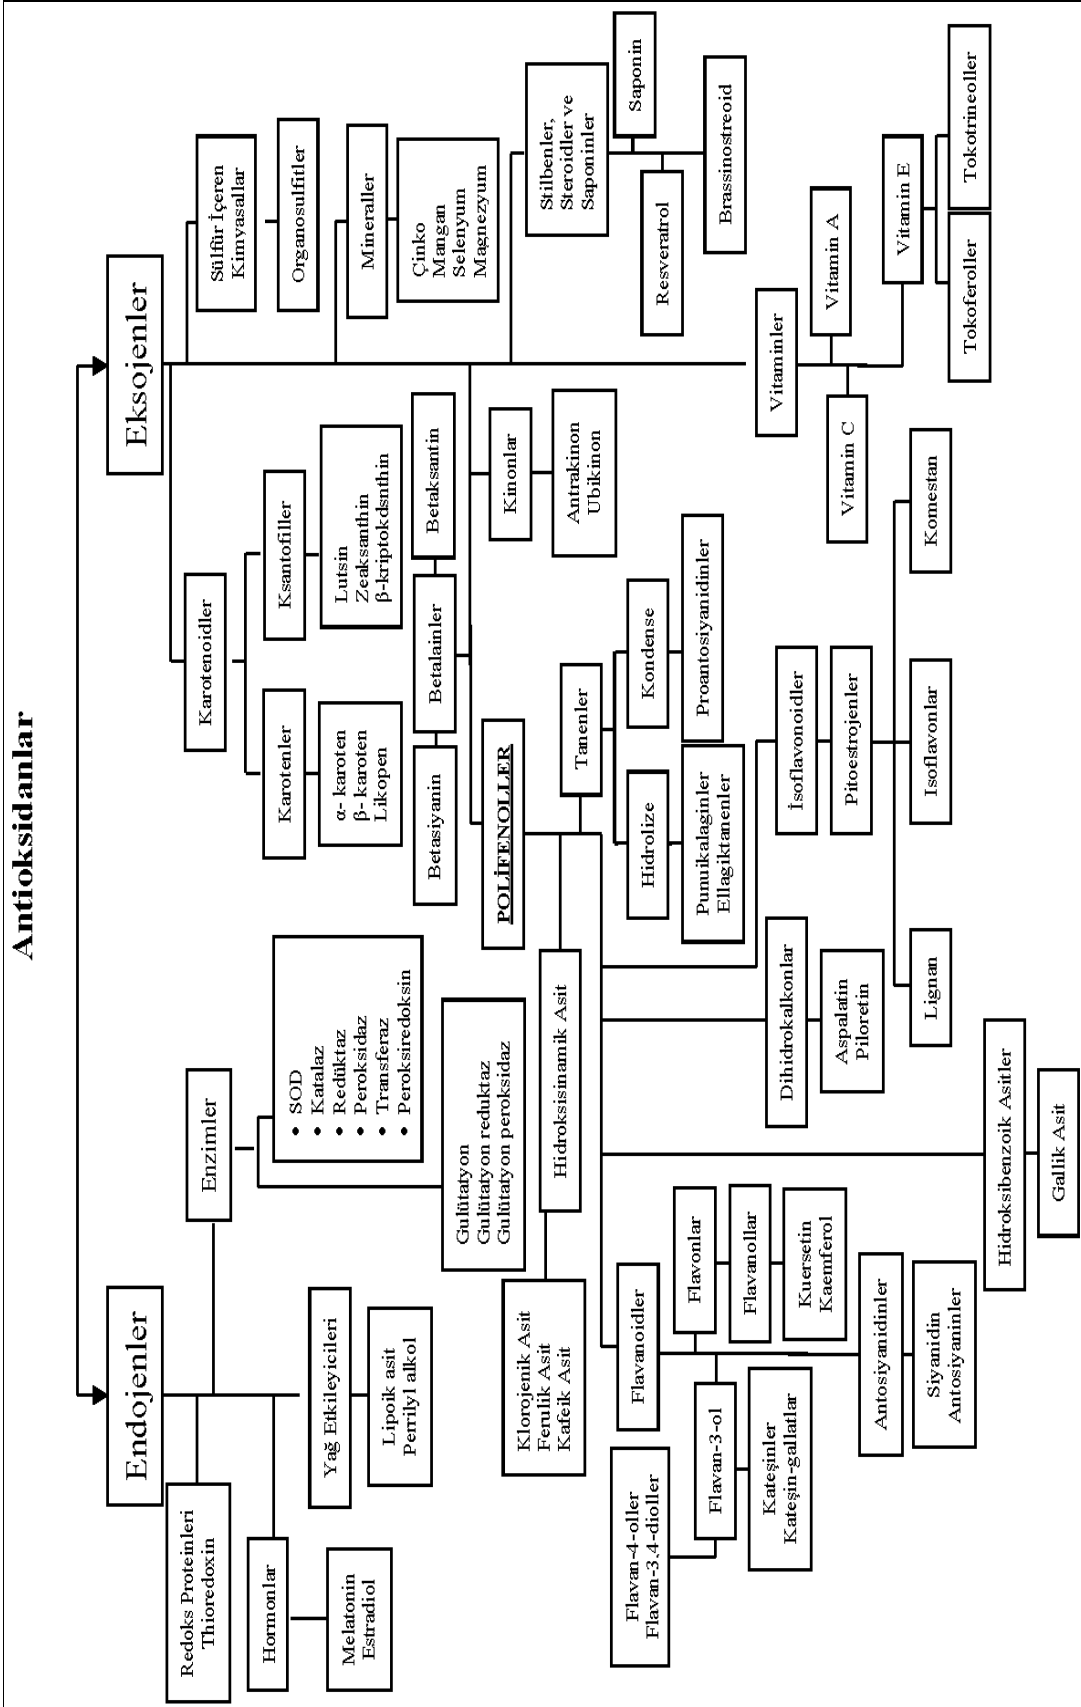 Antioksidanlar
Endojenler
Redoks Proteinleri
Thioredoxin
Hormonlar
Melatonin
Estradiol
Yağ Etkileyicileri
Lipoik asit
Perrilyl alkol
Enzimler
• SOD
• Katalaz
• Redüktaz
• Peroksidaz
• Transferaz
• Peroksiredoksin
Gulütatyon
Gulütatyon reduktaz
Gulütatyon peroksidaz
Eksojenler
Karotenoidler
Karotenler
α- karoten
β- karoten
Likopen
Ksantofiller
Lutsin
Zeaksanthin
β-kriptokdsnthin
Sülfür İçeren
Kimyasallar
Organosulfitler
Mineraller
Çinko
Mangan
Selenyum
Magnezyum
Betasiyanin
Betalainler
Betaksantin
Kinonlar
Antrakinon
Ubikinon
Stilbenler,
Steroidler ve
Saponinler
Saponin
Resveratrol
Brassinostreoid
Vitaminler
Vitamin A
Vitamin C
Vitamin E
Tokoferoller
Tokotrineoller
POLİFENOLLER
Hidroksisinamik Asit
Klorojenik Asit
Ferulik Asit
Kafeik Asit
Tanenler
Hidrolize
Punuikalaginler
Ellagiktanenler
Kondense
Proantosiyanidinler
Flavanoidler
Flavan-4-oller
Flavan-3.4-dioller
Flavan-3-ol
Kateşinler
Kateşin-gallatlar
Flavonlar
Flavanollar
Kuersetin
Kaemferol
Antosiyanidinler
Siyanidin
Antosiyaninler
Dihidrokalkonlar
Aspalatin
Piloretin
İsoflavonoidler
Pitoestrojenler
Lignan
Isoflavonlar
Komestan
Hidroksibenzoik Asitler
Gallik Asit